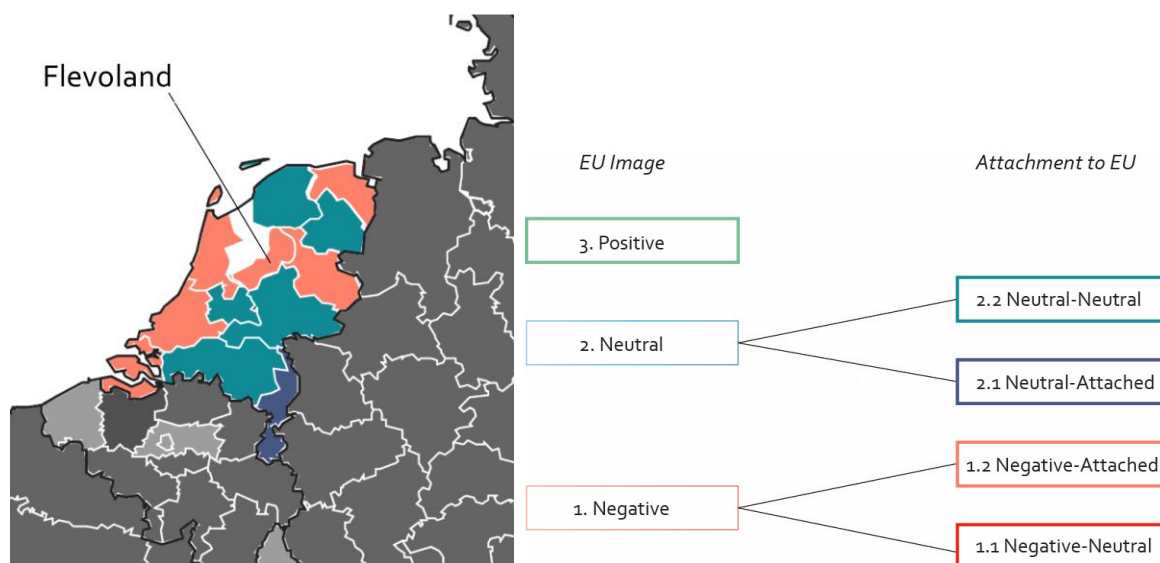 Flevoland
EU Image
Attachment to EU
3. Positive
2.2 Neutral-Neutral
2. Neutral
2.1 Neutral-Attached
1.2 Negative-Attached
1. Negative
1.1 Negative-Neutral